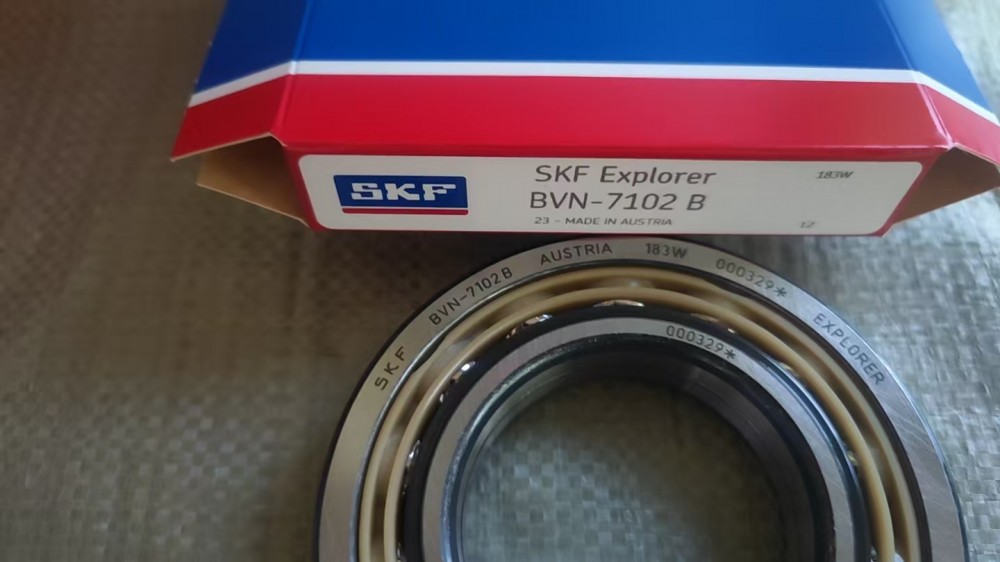 SKF
SKF Explorer
183W
BVN-7102 B
23 - MADE IN AUSTRIA
12
SKF BVN-7102B AUSTRIA 183W 000329* EXPLORER
000329*